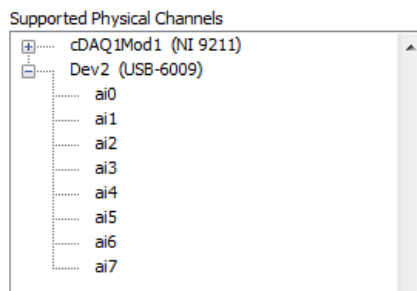 Supported Physical Channels
cDAQ1Mod1 (NI 9211)
Dev2 (USB-6009)
ai0
ai1
ai2
ai3
ai4
ai5
ai6
ai7